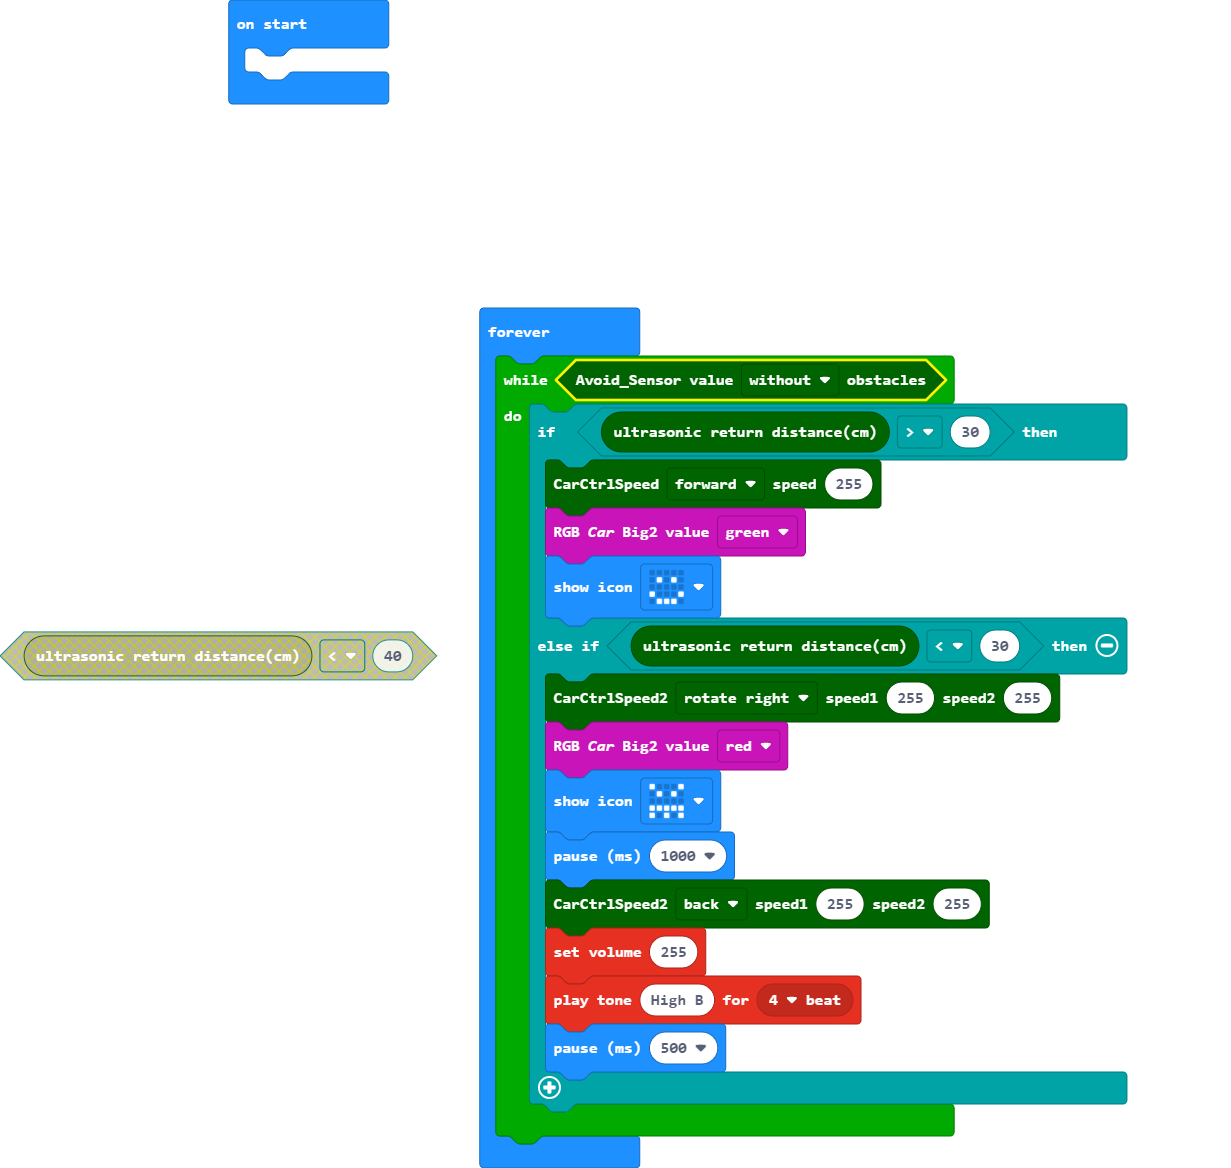 on start
forever
while Avoid_Sensor value without obstacles
do
if ultrasonic return distance(cm) > 30 then
CarCtrlSpeed forward speed 255
RGB Car Big2 value green
show icon
else if ultrasonic return distance(cm) < 30 then
ultrasonic return distance(cm) < 40
CarCtrlSpeed2 rotate right speed1 255 speed2 255
RGB Car Big2 value red
show icon
pause (ms) 1000
CarCtrlSpeed2 back speed1 255 speed2 255
set volume 255
play tone High B for 4 beat
pause (ms) 500